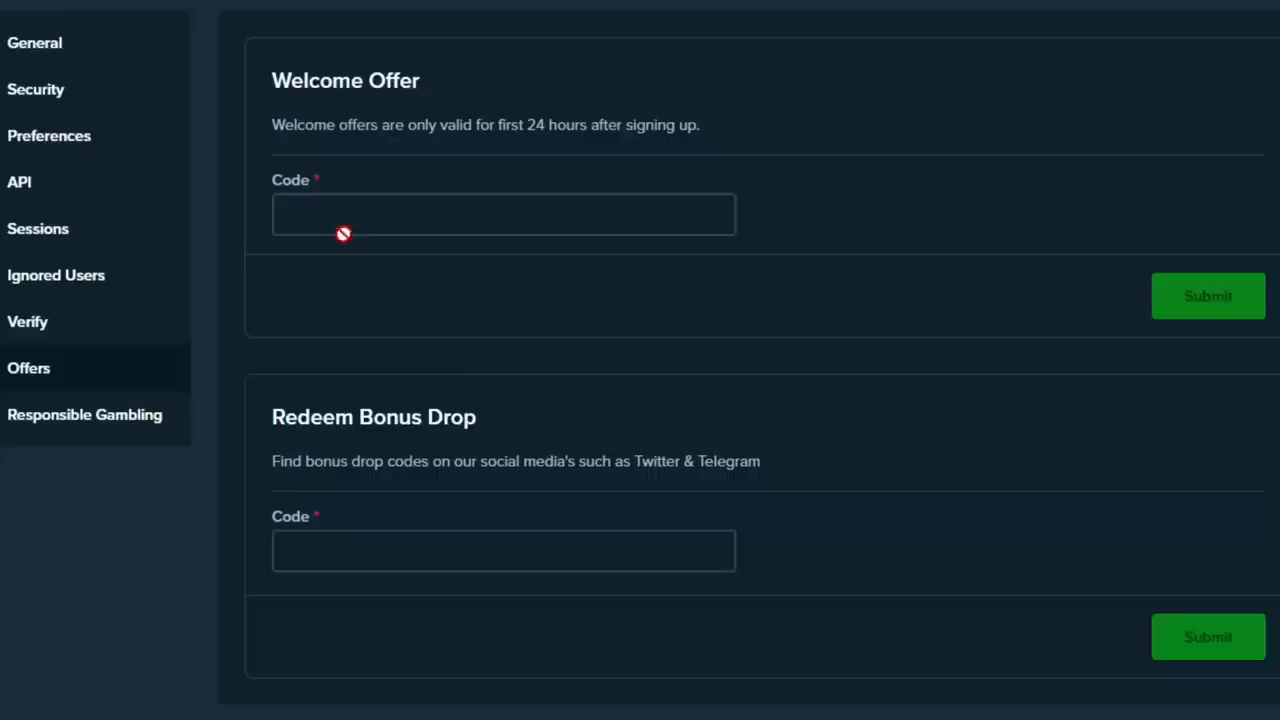 General
Security
Preferences
API
Sessions
Ignored Users
Verify
Offers
Responsible Gambling
Welcome Offer
Welcome offers are only valid for first 24 hours after signing up.
Code *
Submit
Redeem Bonus Drop
Find bonus drop codes on our social media's such as Twitter & Telegram
Code *
Submit